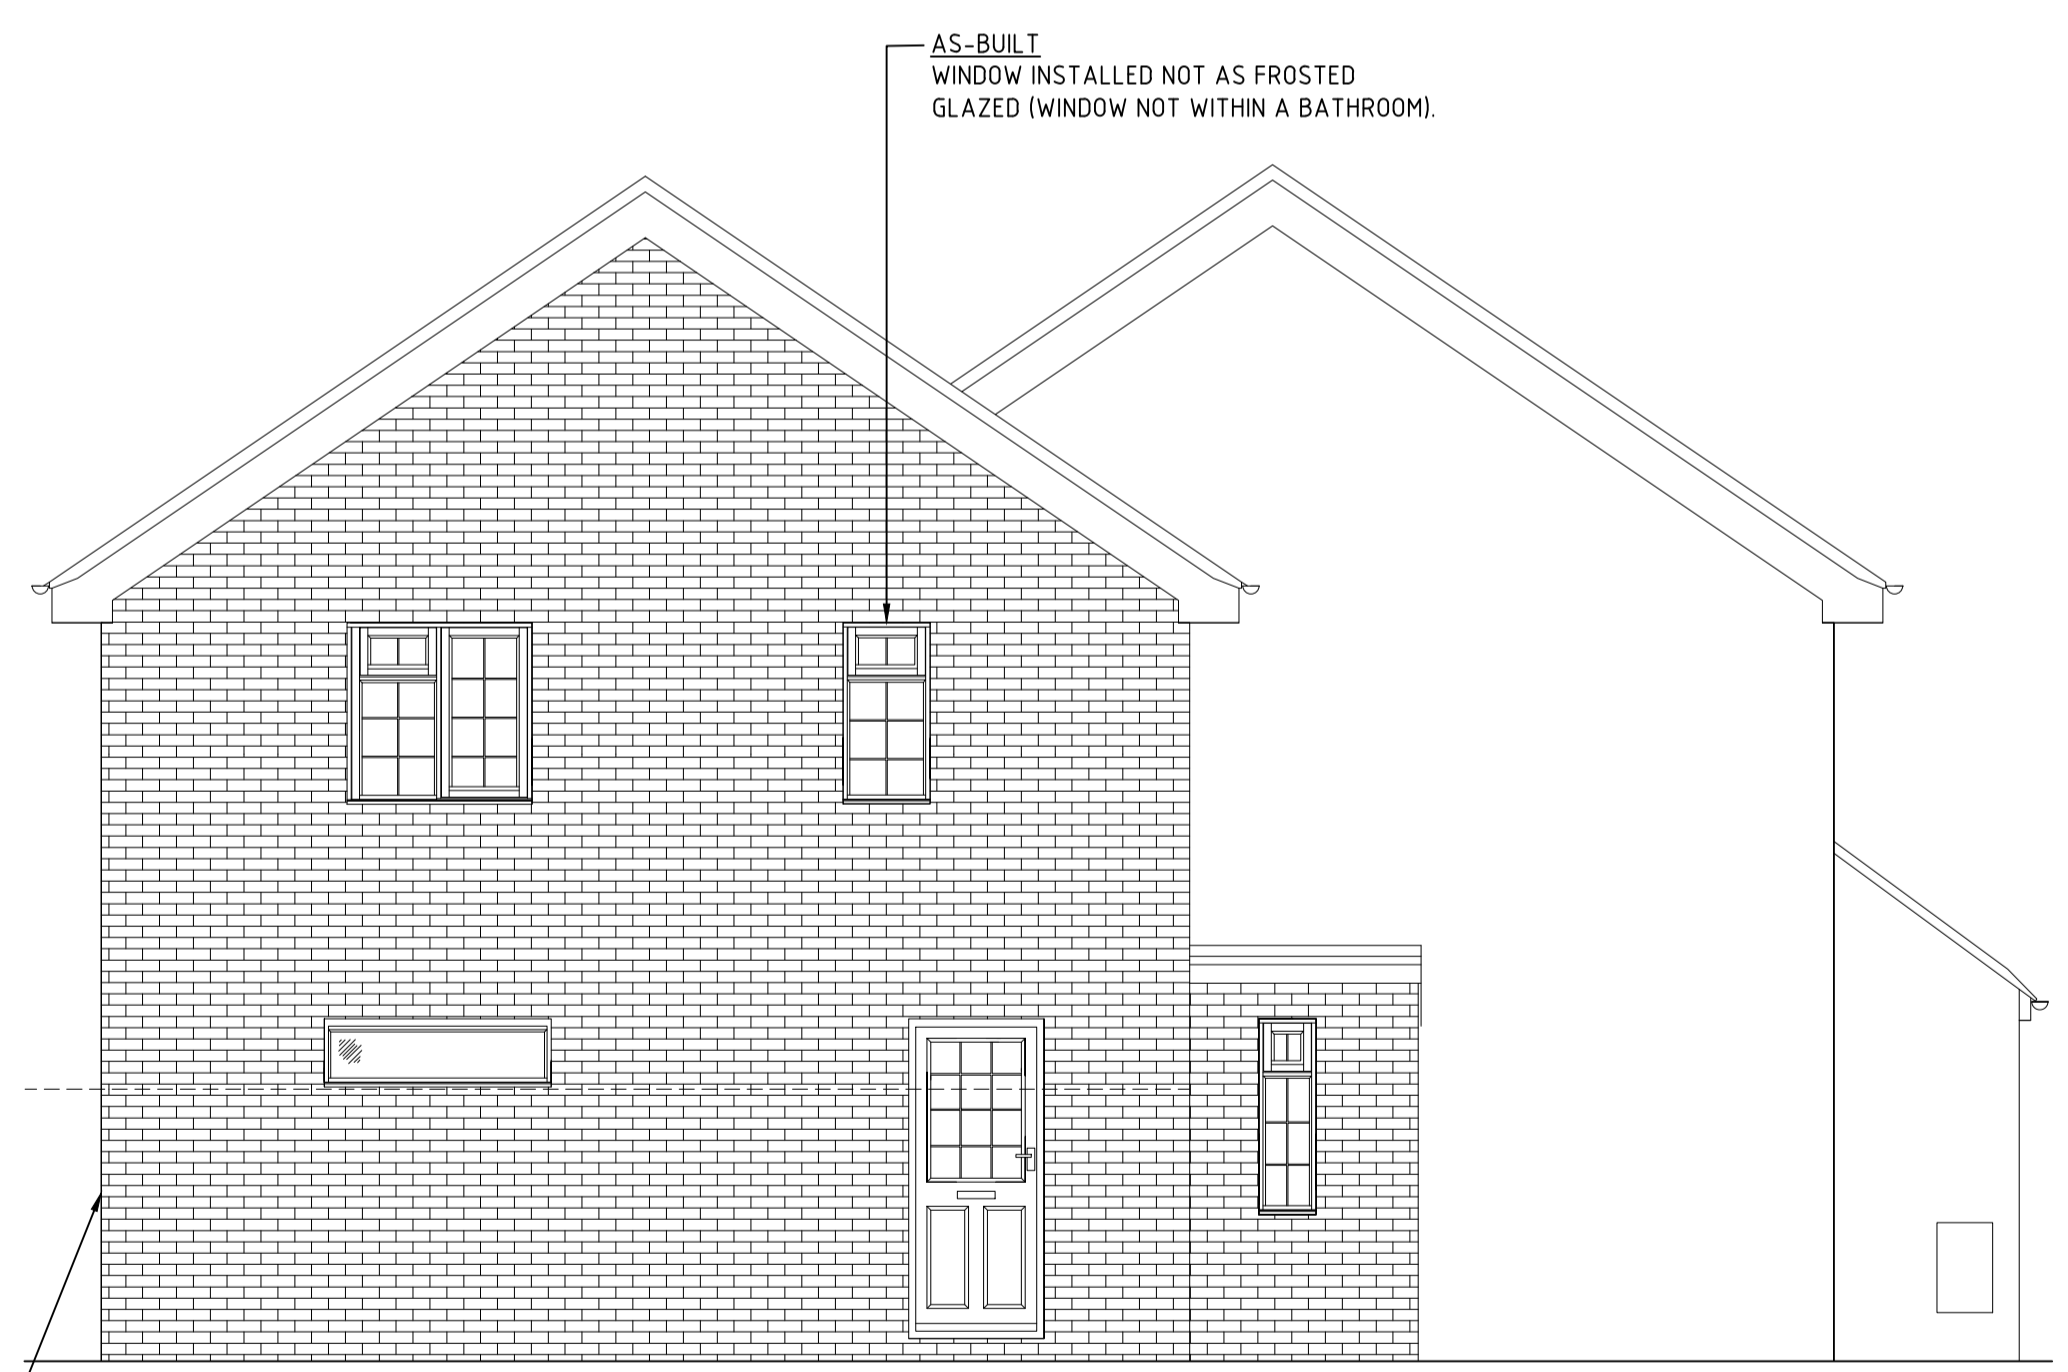 AS-BUILT
WINDOW INSTALLED NOT AS FROSTED
GLAZED (WINDOW NOT WITHIN A BATHROOM).